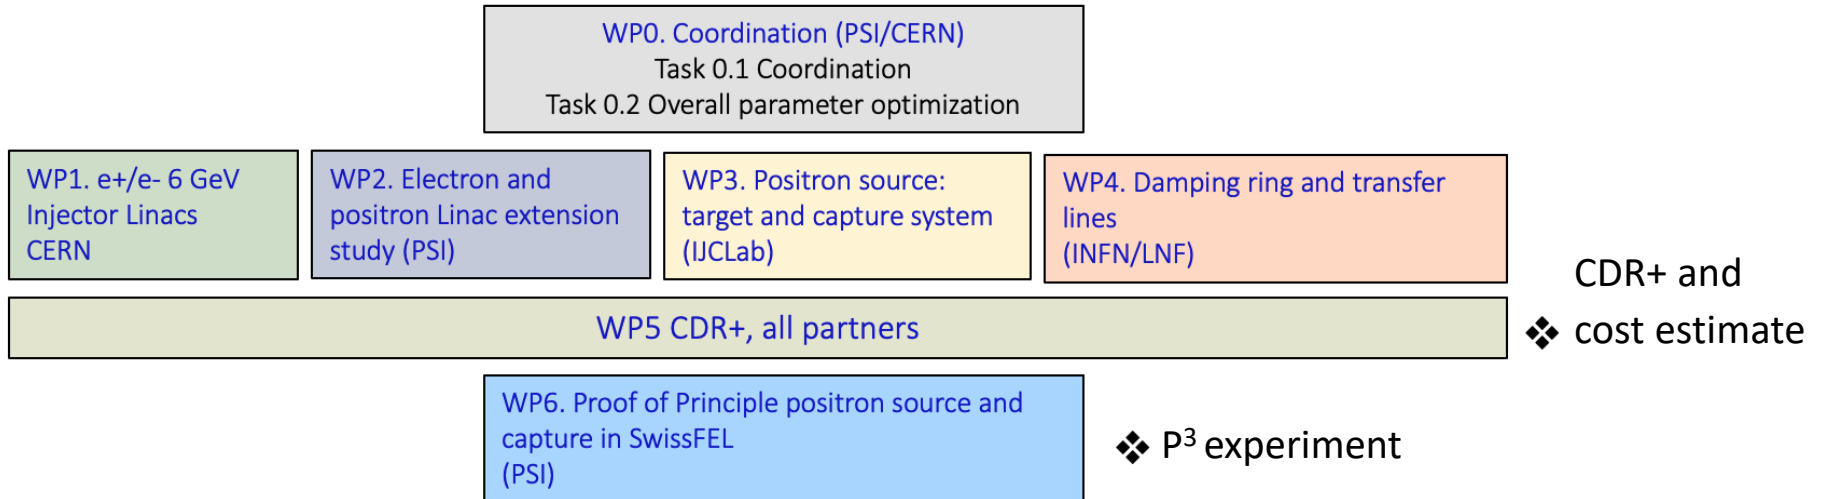 WP0. Coordination (PSI/CERN)
Task 0.1 Coordination
Task 0.2 Overall parameter optimization
WP1. e+/e- 6 GeV
Injector Linacs
CERN
WP2. Electron and
positron Linac extension
study (PSI)
WP3. Positron source:
target and capture system
(IJCLab)
WP4. Damping ring and transfer
lines
(INFN/LNF)
WP5 CDR+, all partners
CDR+ and
❖ cost estimate
WP6. Proof of Principle positron source and
capture in SwissFEL
(PSI)
❖ P³ experiment